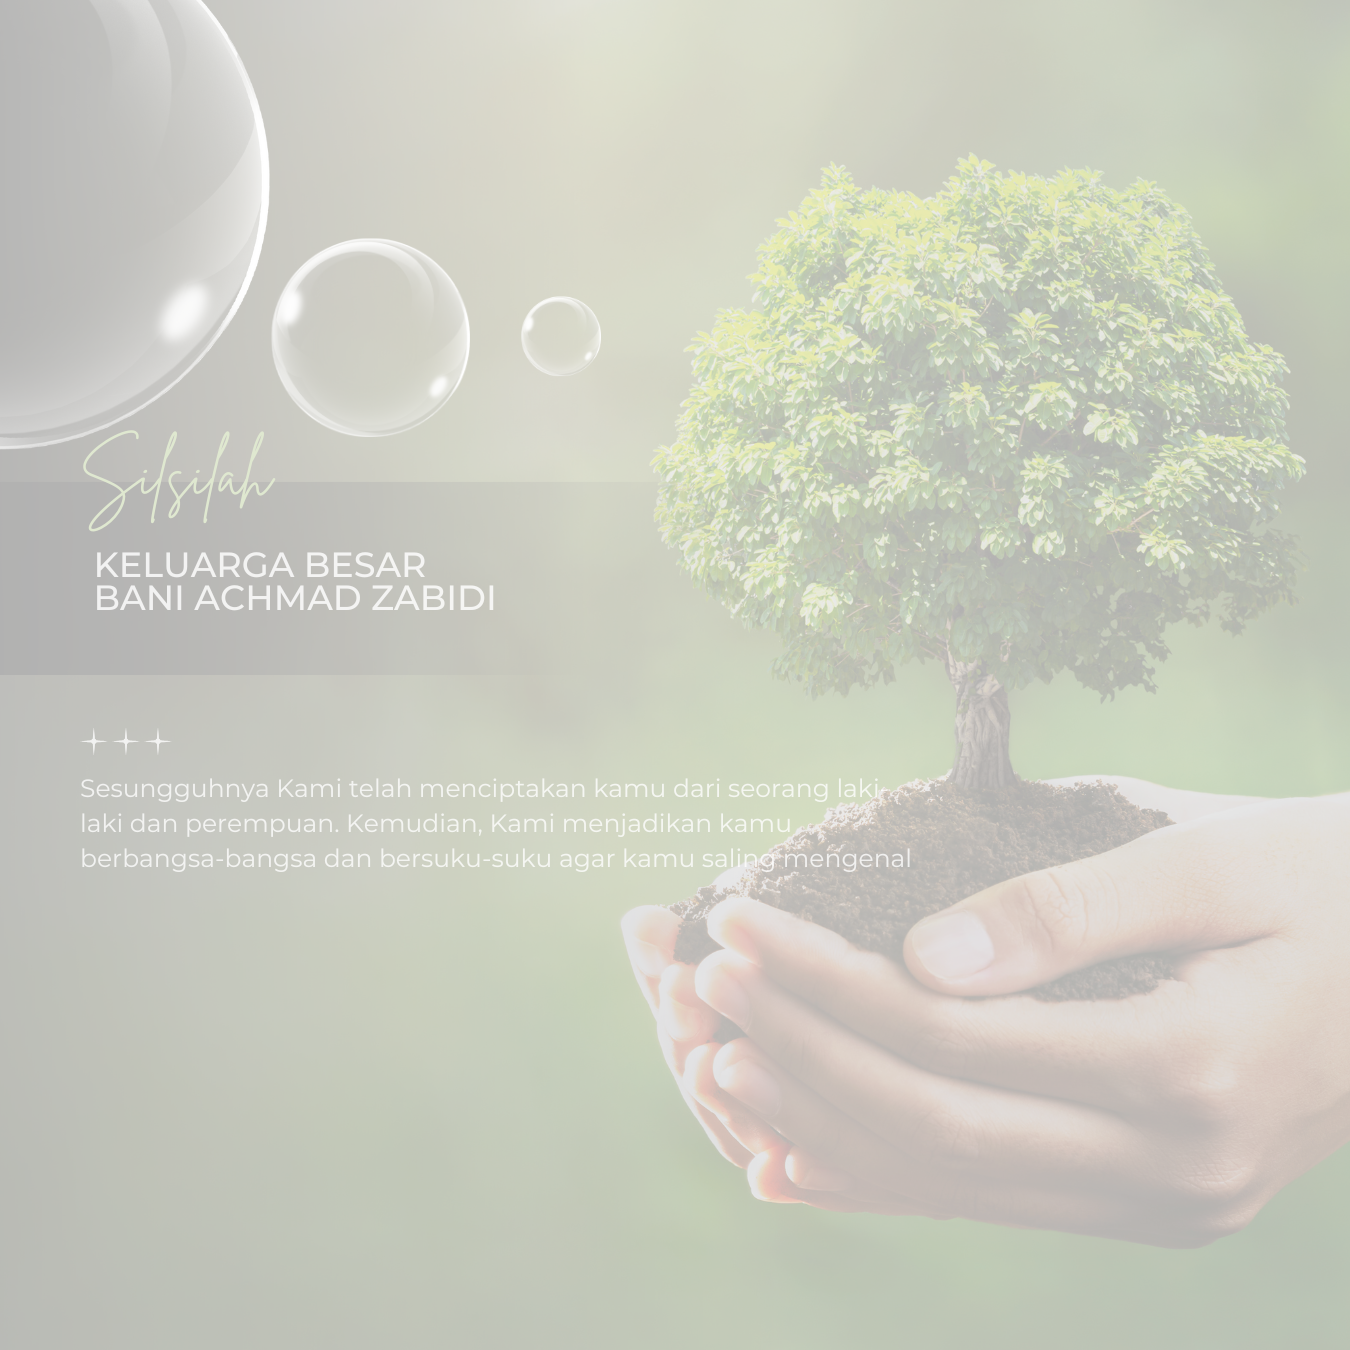 Silsilah
KELUARGA BESAR
BANI ACHMAD ZABIDI
Sesungguhnya Kami telah menciptakan kamu dari seorang laki-
laki dan perempuan. Kemudian, Kami menjadikan kamu
berbangsa-bangsa dan bersuku-suku agar kamu saling mengenal